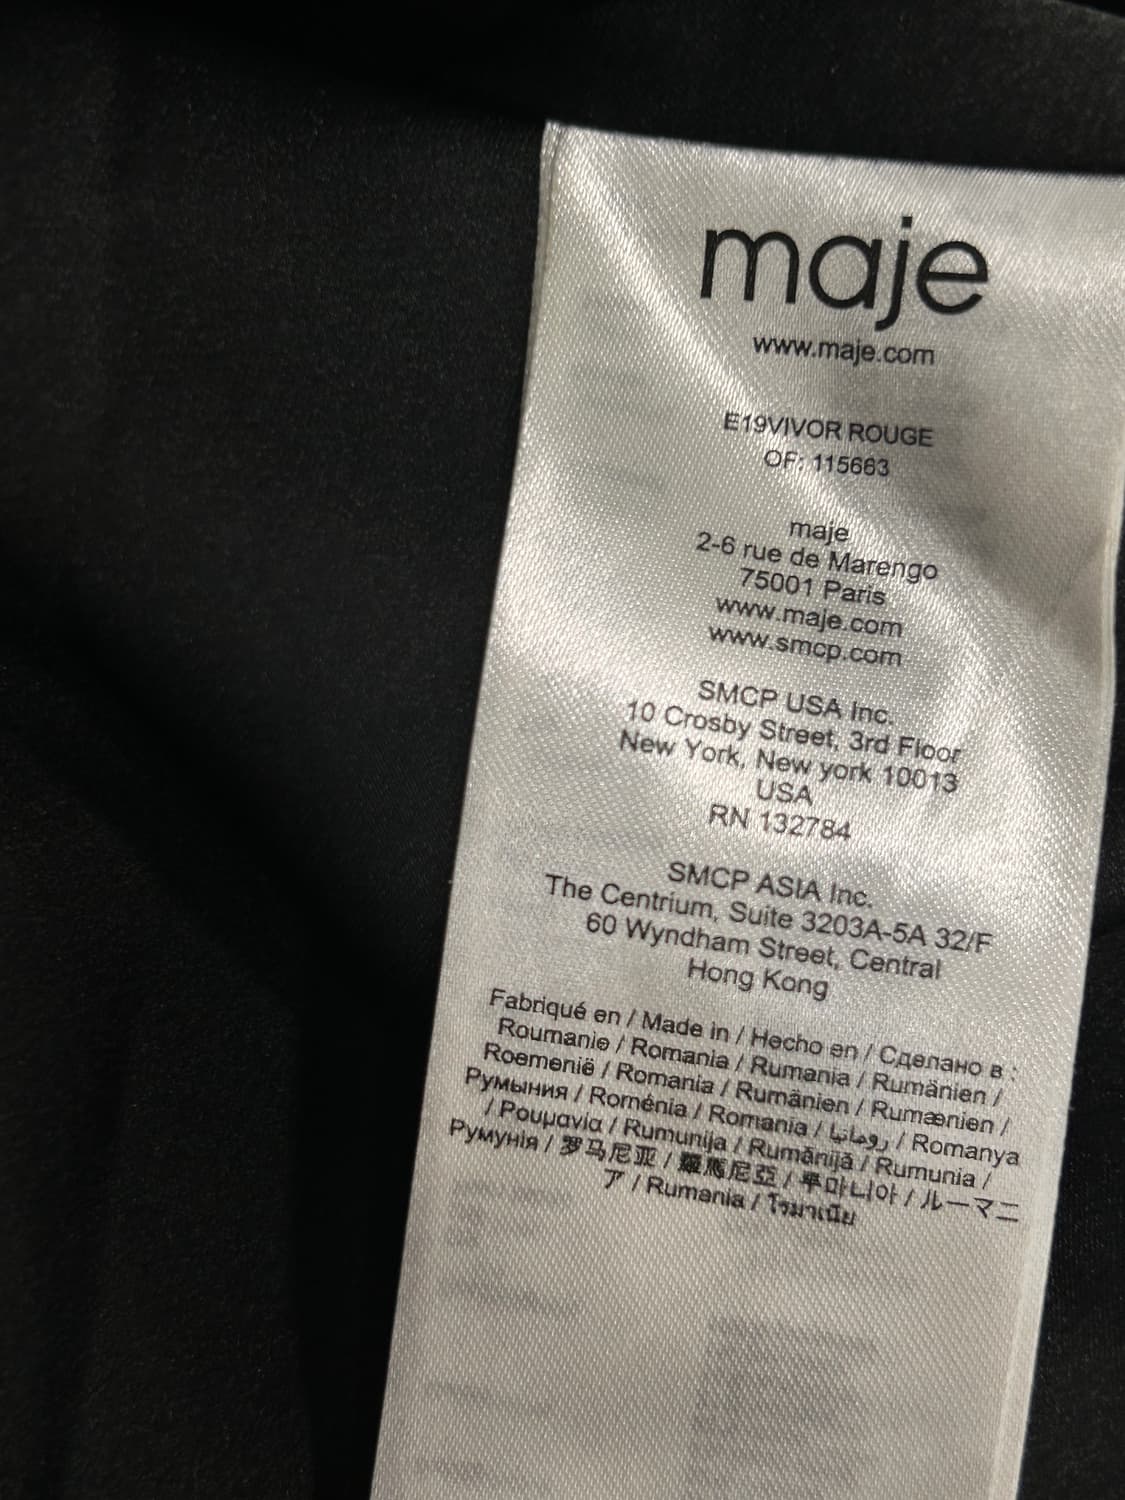 maje
www.maje.com
E19VIVOR ROUGE
OF: 115663
maje
2-6 rue de Marengo
75001 Paris
www.maje.com
www.smcp.com
SMCP USA Inc.
10 Crosby Street, 3rd Floor
New York, New york 10013
USA
RN 132784
SMCP ASIA Inc.
The Centrium, Suite 3203A-5A 32/F
60 Wyndham Street, Central
Hong Kong
Fabriqué en / Made in / Hecho en / Сделано в :
Roumanie / Romania / Rumania / Rumänien /
Roemenië / Romania / Rumänien / Rumænien /
Румыния / Roménia / Romania / رومانيا / Romanya
/ Ρουμανία / Rumunija / Rumānijā / Rumunia /
Румунія / 罗马尼亚 / 羅馬尼亞 / 루마니아 / ルーマニ
ア / Rumania / โรมาเนีย